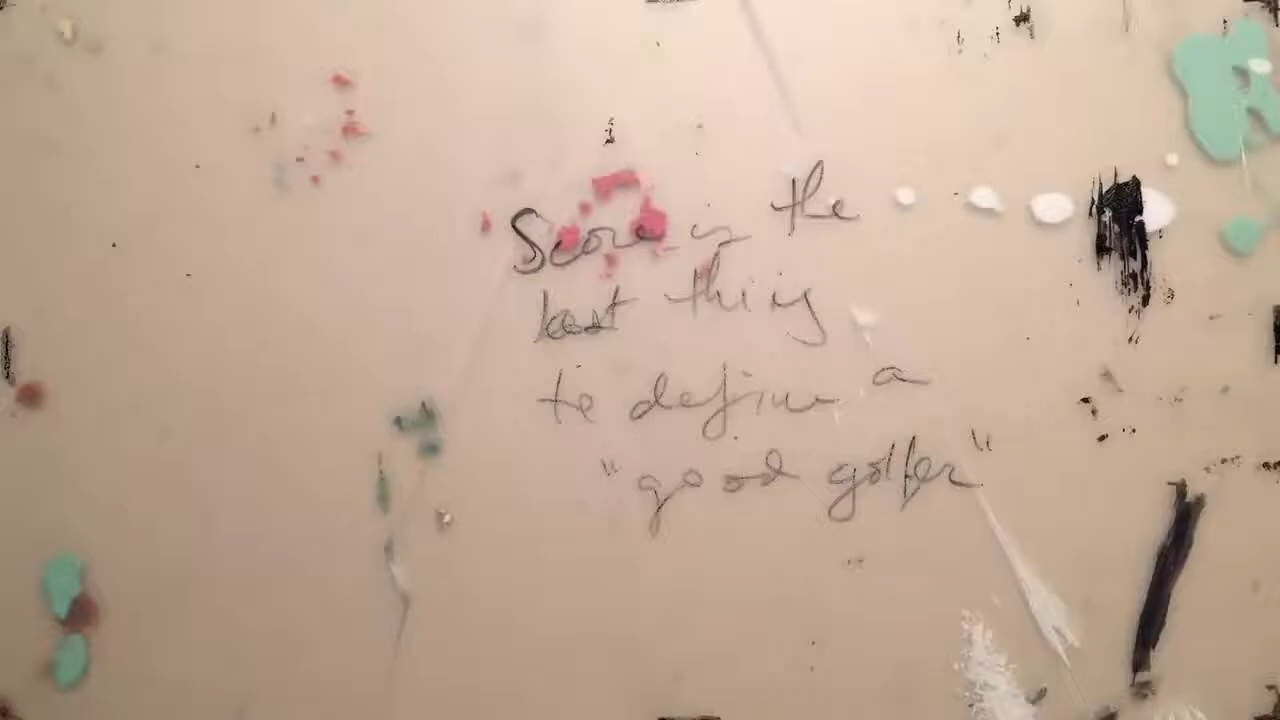 Score is the
last thing
to define a
"good golfer"